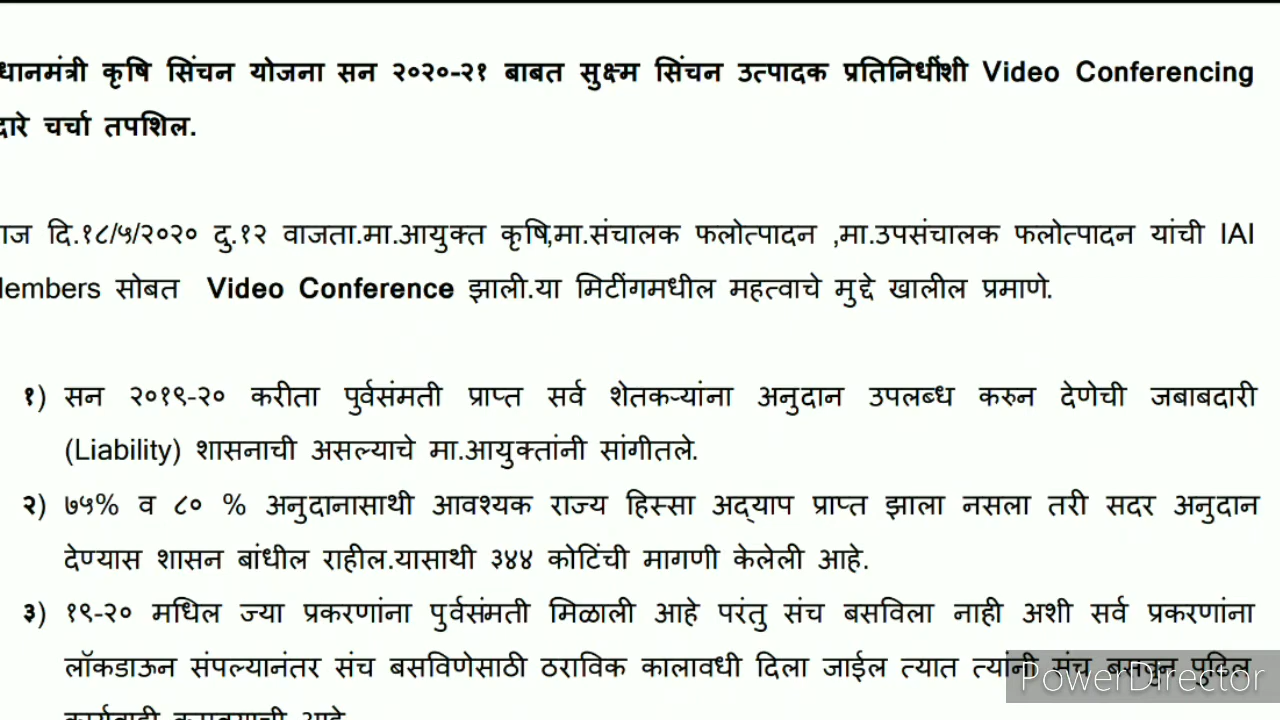 धानमंत्री कृषि सिंचन योजना सन २०२०-२१ बाबत सुक्ष्म सिंचन उत्पादक प्रतिनिधींशी Video Conferencing
दारे चर्चा तपशिल.
ाज दि.१८/५/२०२० दु.१२ वाजता.मा.आयुक्त कृषि,मा.संचालक फलोत्पादन ,मा.उपसंचालक फलोत्पादन यांची IAI
embers सोबत Video Conference झाली.या मिटींगमधील महत्वाचे मुद्दे खालील प्रमाणे.
१) सन २०१९-२० करीता पुर्वसंमती प्राप्त सर्व शेतकऱ्यांना अनुदान उपलब्ध करुन देणेची जबाबदारी
(Liability) शासनाची असल्याचे मा.आयुक्तांनी सांगीतले.
२) ७५% व ८० % अनुदानासाथी आवश्यक राज्य हिस्सा अद्याप प्राप्त झाला नसला तरी सदर अनुदान
देण्यास शासन बांधील राहील.यासाथी ३४४ कोटिंची मागणी केलेली आहे.
३) १९-२० मधिल ज्या प्रकरणांना पुर्वसंमती मिळाली आहे परंतु संच बसविला नाही अशी सर्व प्रकरणांना
लॉकडाऊन संपल्यानंतर संच बसविणेसाठी ठराविक कालावधी दिला जाईल त्यात त्यांनी संच बसवुन पुढिल
PowerDirector